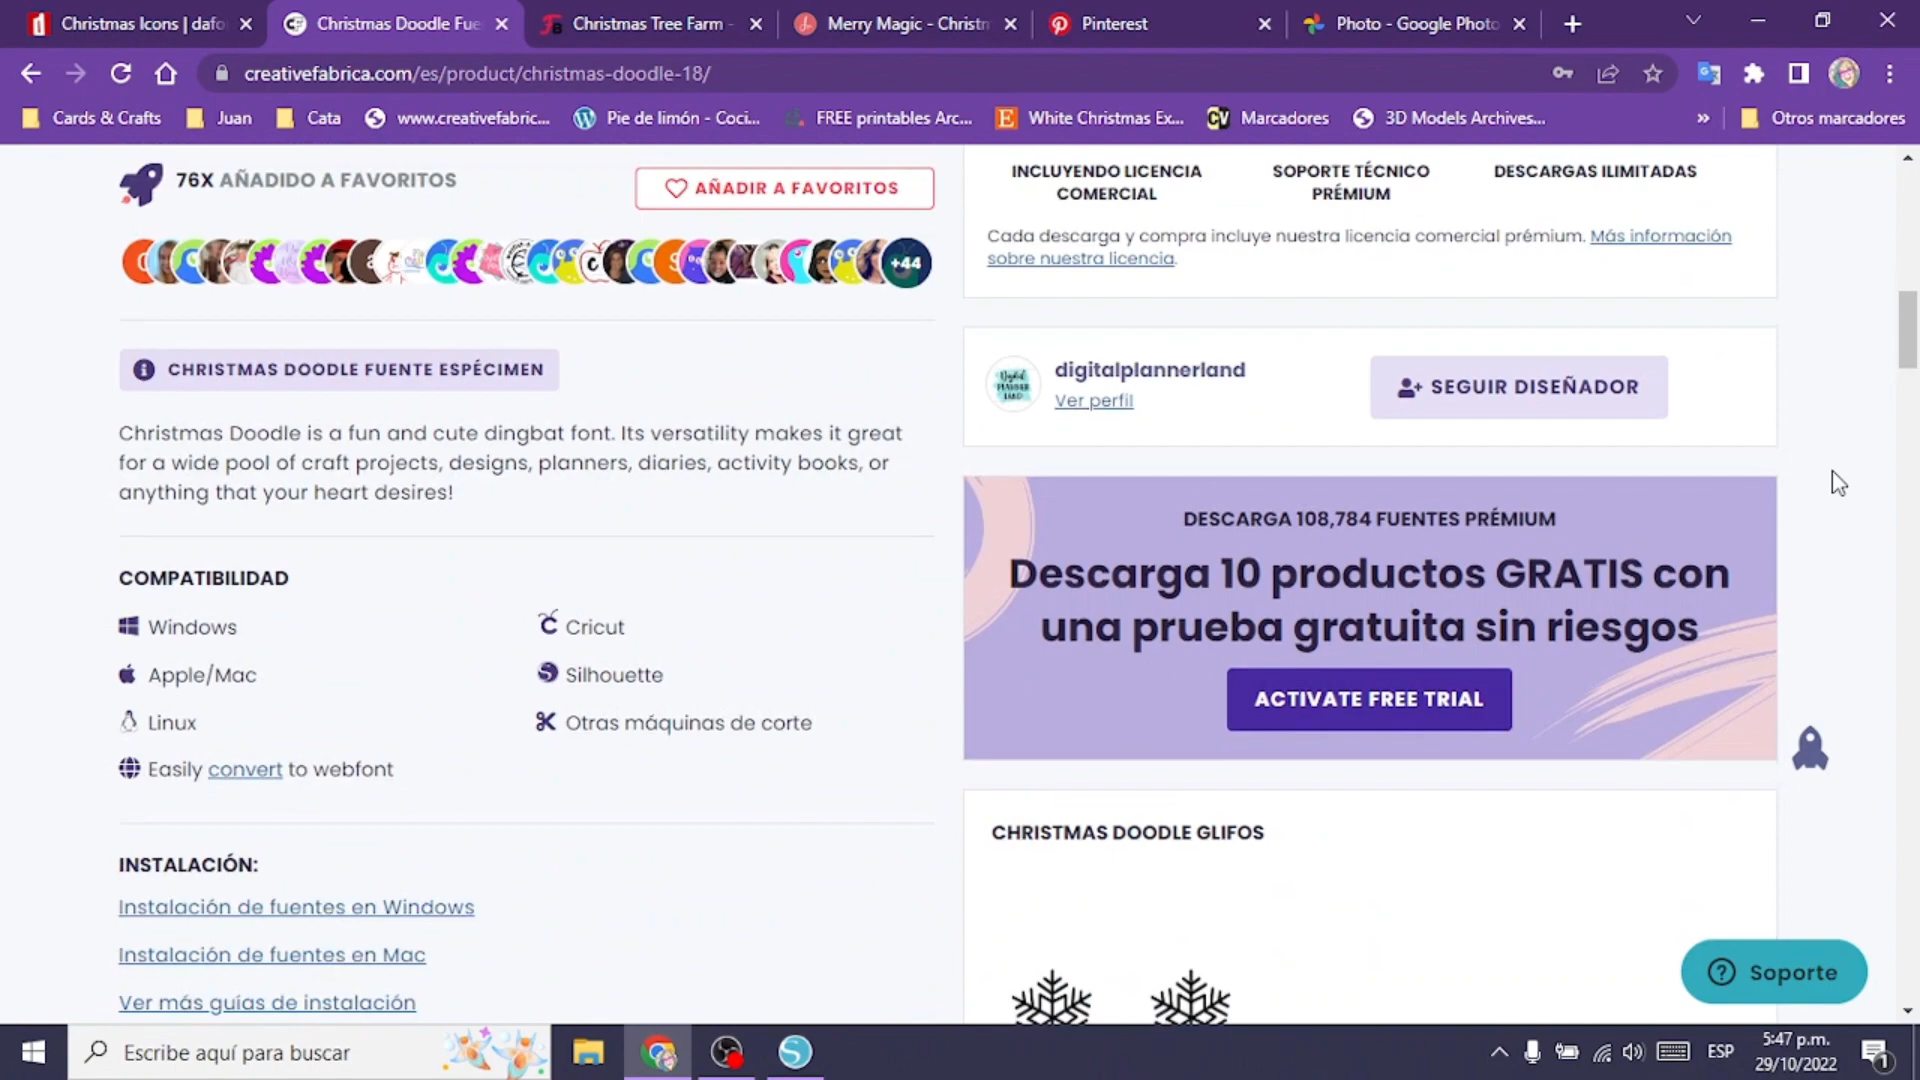 Christmas Icons | dafo
Christmas Doodle Fue
Christmas Tree Farm -
Merry Magic - Christm
Pinterest
Photo - Google Photo
creativefabrica.com/es/product/christmas-doodle-18/
Cards & Crafts
Juan
Cata
www.creativefabric...
Pie de limón - Coci...
FREE printables Arc...
White Christmas Ex...
Marcadores
3D Models Archives...
»
Otros marcadores
76X AÑADIDO A FAVORITOS
AÑADIR A FAVORITOS
+44
CHRISTMAS DOODLE FUENTE ESPÉCIMEN
Christmas Doodle is a fun and cute dingbat font. Its versatility makes it great
for a wide pool of craft projects, designs, planners, diaries, activity books, or
anything that your heart desires!
COMPATIBILIDAD
Windows
Cricut
Apple/Mac
Silhouette
Linux
Otras máquinas de corte
Easily convert to webfont
INSTALACIÓN:
Instalación de fuentes en Windows
Instalación de fuentes en Mac
Ver más guías de instalación
INCLUYENDO LICENCIA
COMERCIAL
SOPORTE TÉCNICO
PRÉMIUM
DESCARGAS ILIMITADAS
Cada descarga y compra incluye nuestra licencia comercial prémium. Más información
sobre nuestra licencia.
digitalplannerland
Ver perfil
SEGUIR DISEÑADOR
DESCARGA 108,784 FUENTES PRÉMIUM
Descarga 10 productos GRATIS con
una prueba gratuita sin riesgos
ACTIVATE FREE TRIAL
CHRISTMAS DOODLE GLIFOS
Soporte
Escribe aquí para buscar
ESP
5:47 p.m.
29/10/2022
1